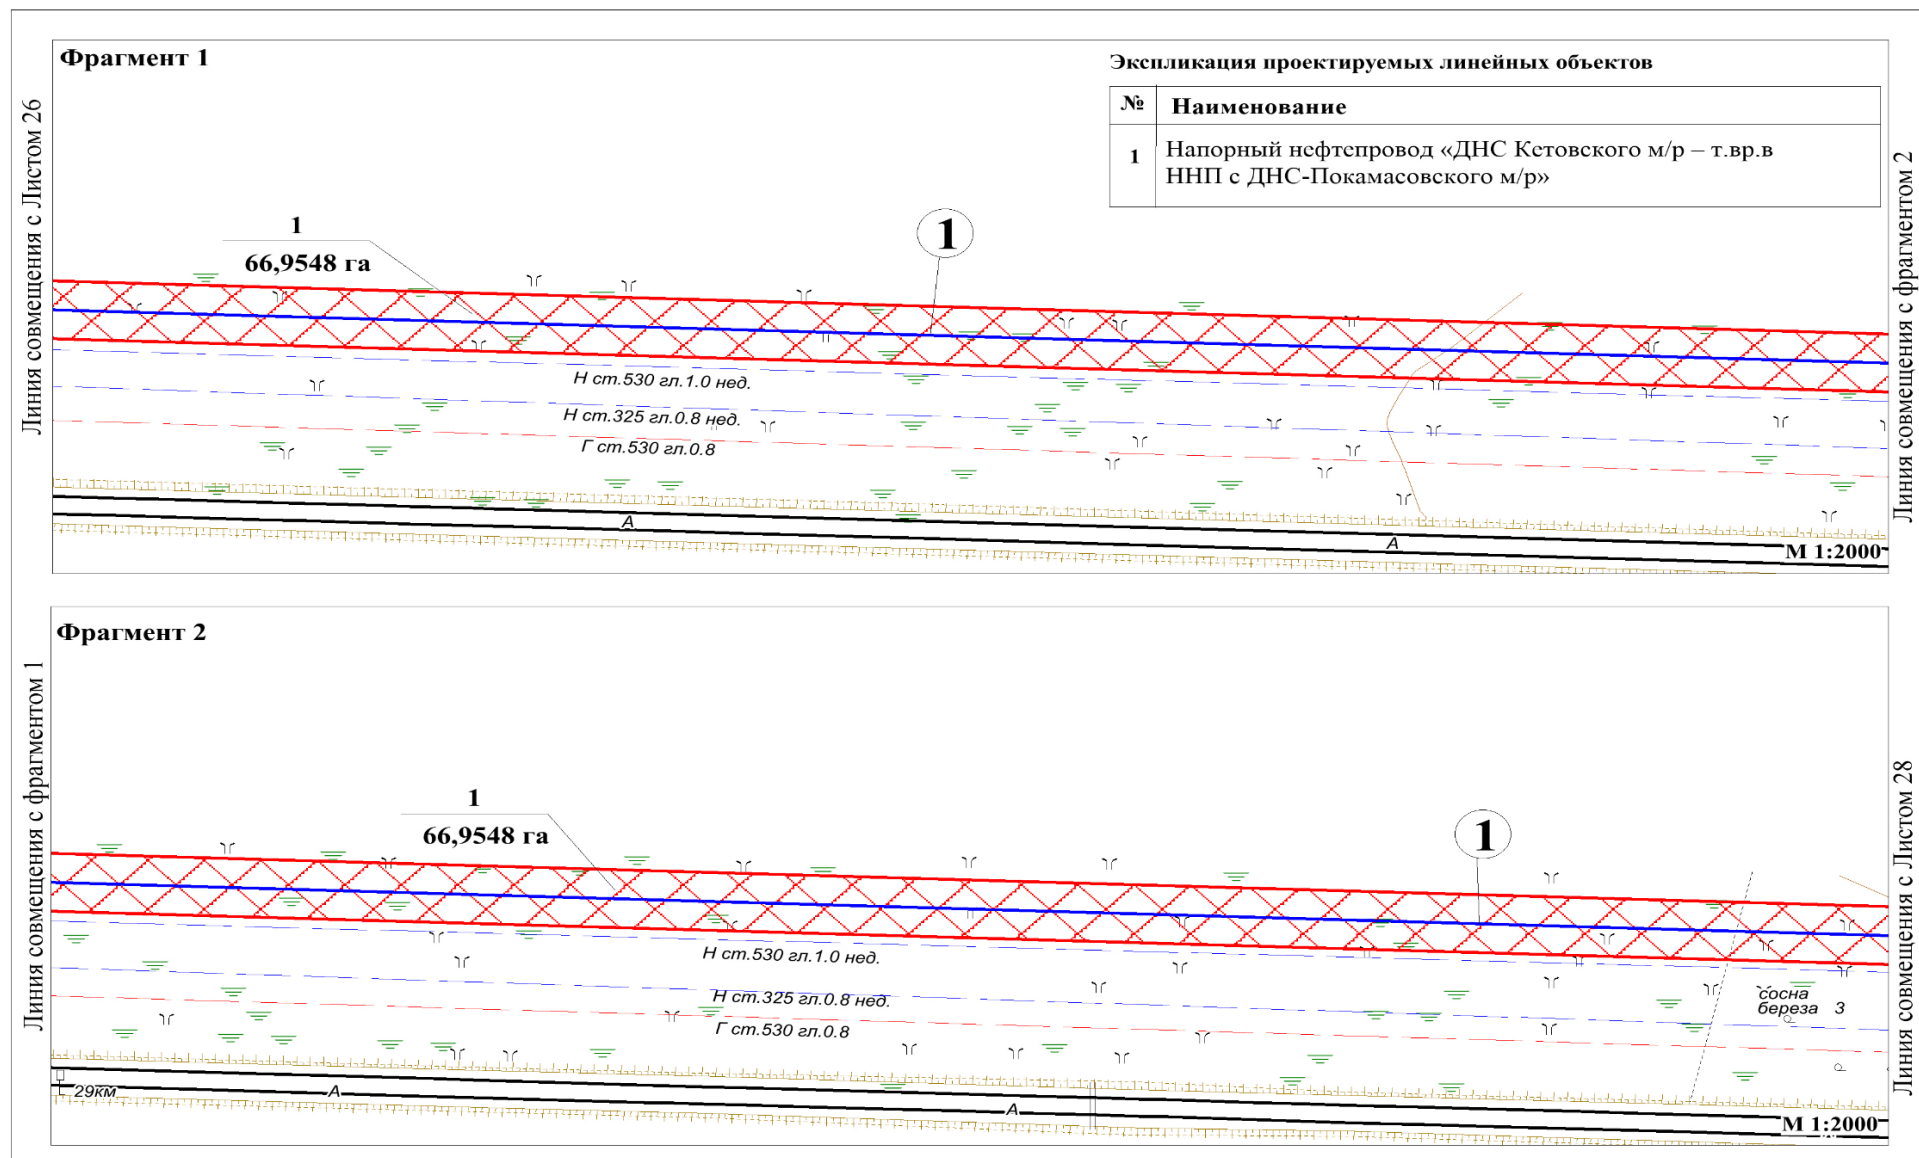 Фрагмент 1
Экспликация проектируемых линейных объектов
№ Наименование
1 Напорный нефтепровод «ДНС Кетовского м/р – т.вр.в
ННП с ДНС-Покамасовского м/р»
Линия совмещения с Листом 26
Линия совмещения с фрагментом 2
1
66,9548 га
1
Н ст.530 гл.1.0 нед.
Н ст.325 гл.0.8 нед.
Г ст.530 гл.0.8
А
А
М 1:2000
Фрагмент 2
Линия совмещения с фрагментом 1
Линия совмещения с Листом 28
1
66,9548 га
1
Н ст.530 гл.1.0 нед.
Н ст.325 гл.0.8 нед.
Г ст.530 гл.0.8
сосна
береза 3
29км
А
А
М 1:2000